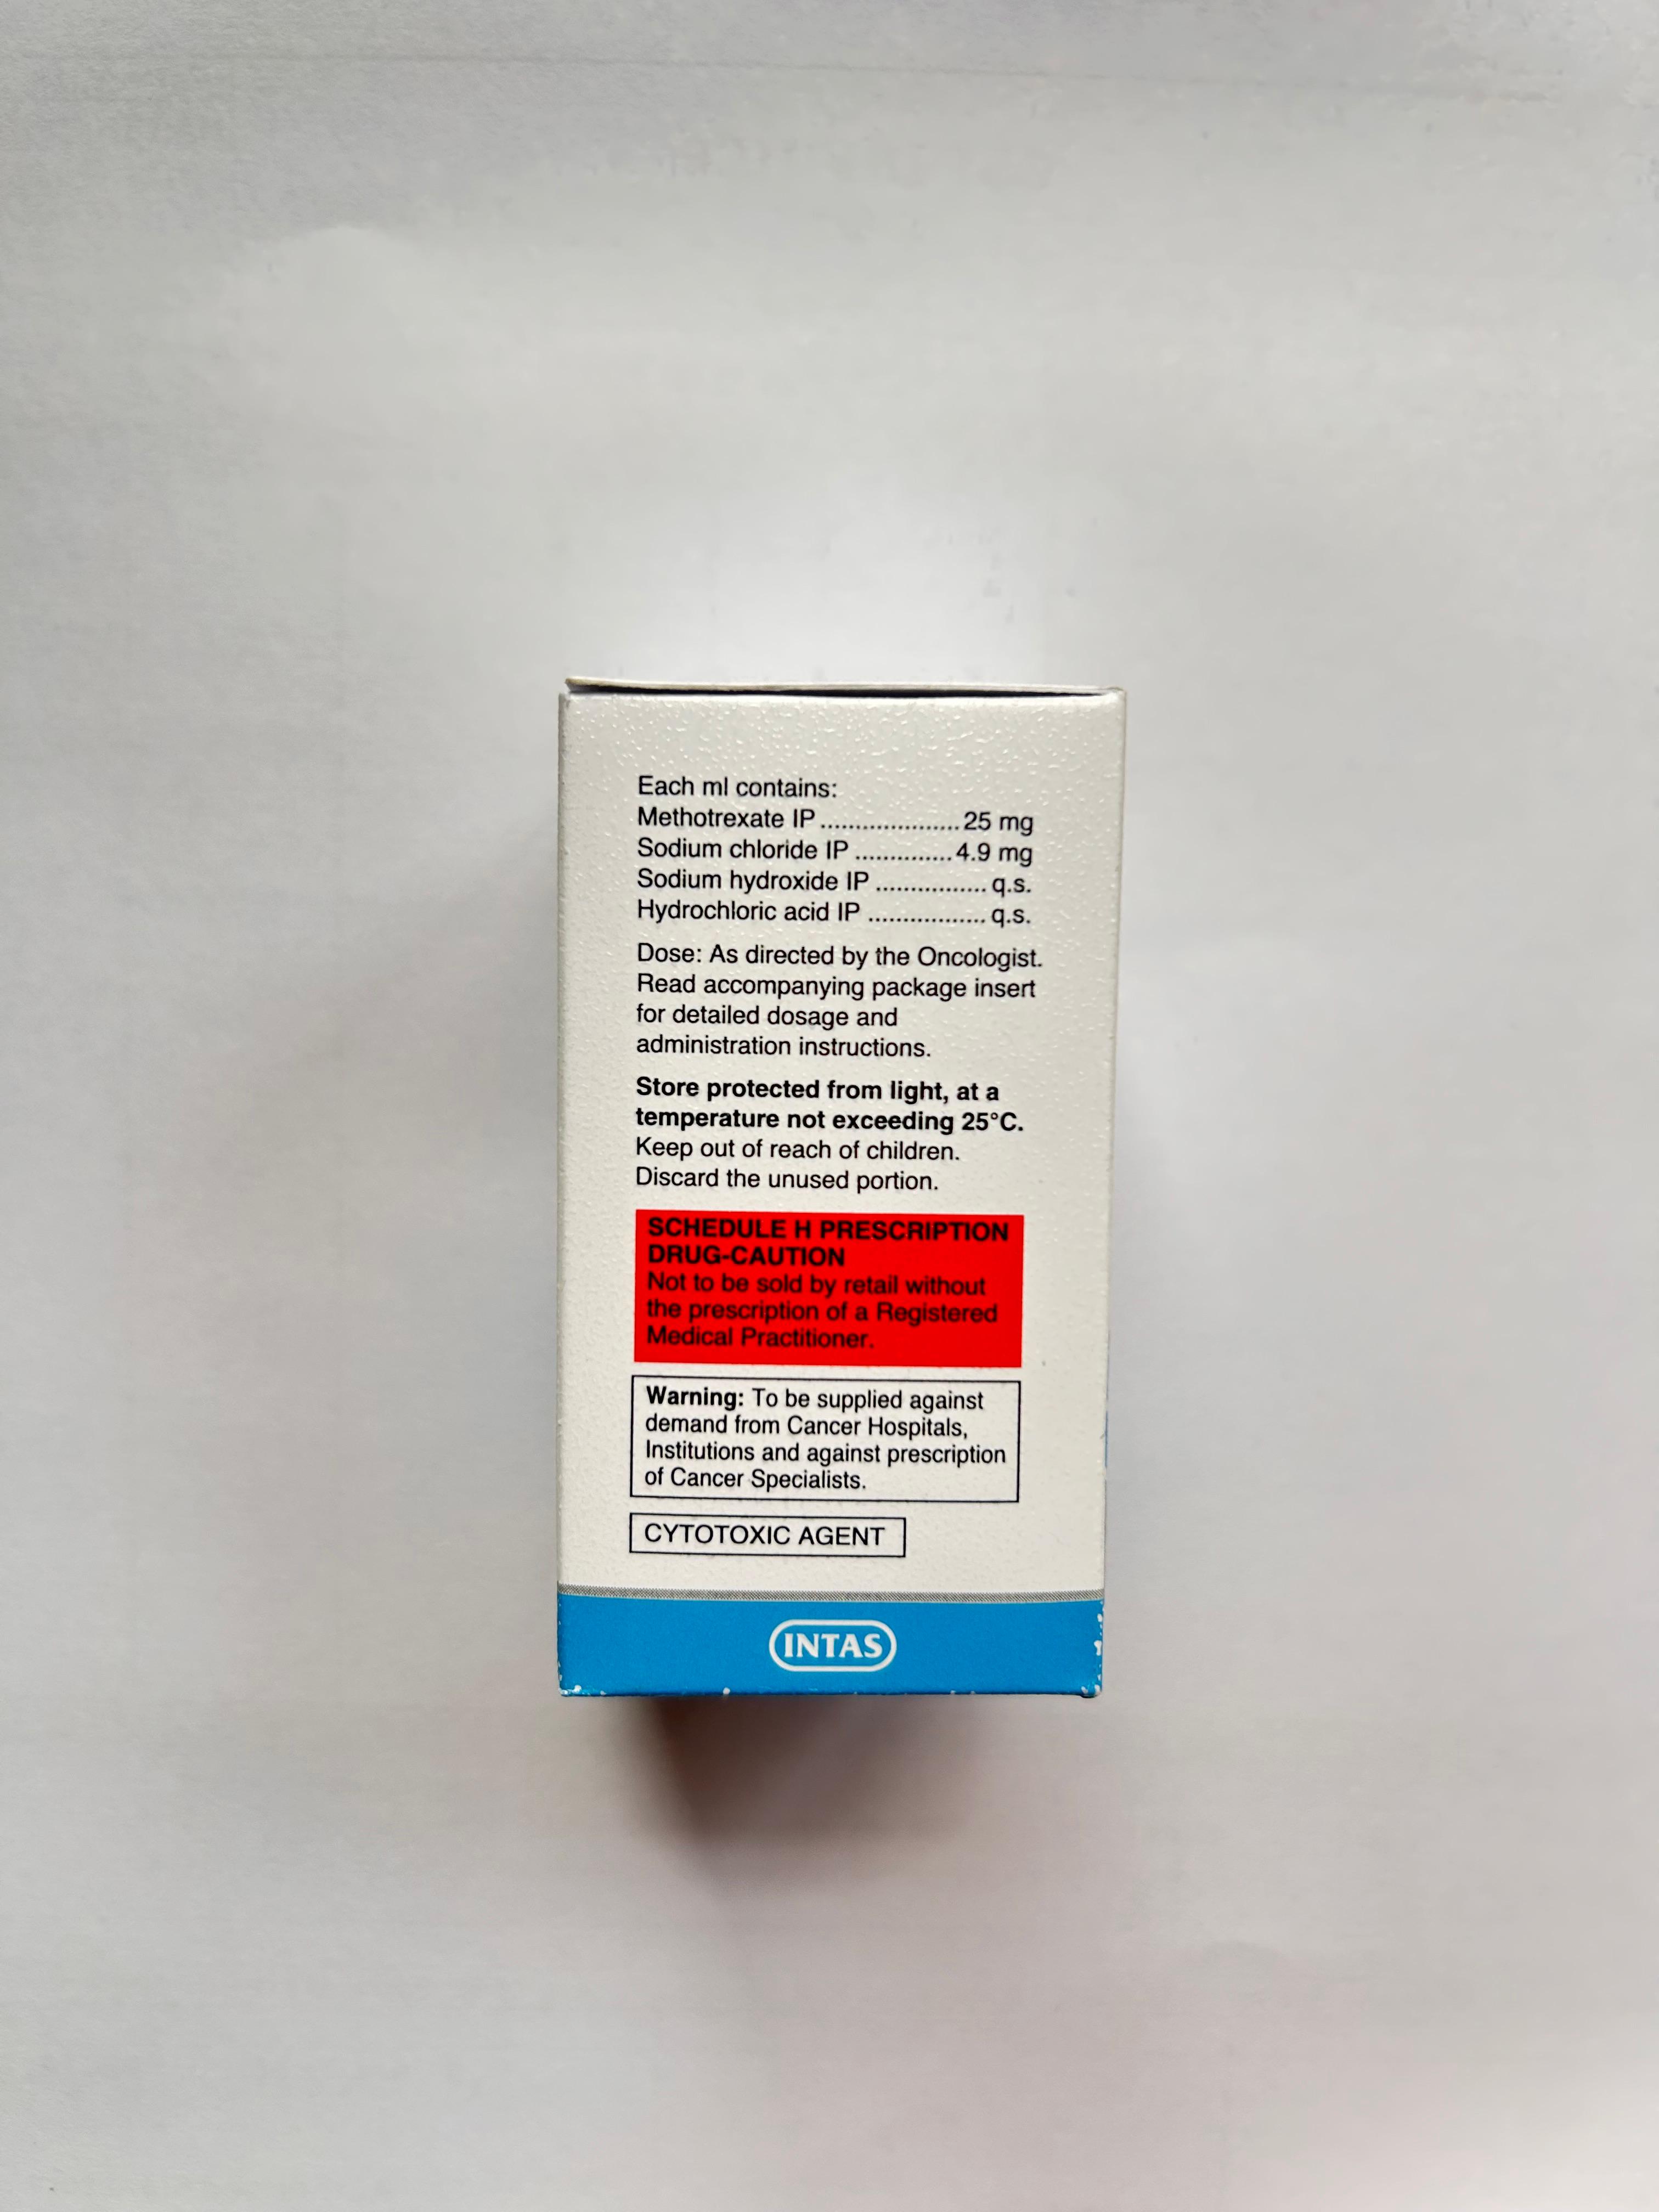 Each ml contains:
Methotrexate IP .................... 25 mg
Sodium chloride IP .............. 4.9 mg
Sodium hydroxide IP ................ q.s.
Hydrochloric acid IP ................. q.s.
Dose: As directed by the Oncologist.
Read accompanying package insert
for detailed dosage and
administration instructions.
Store protected from light, at a
temperature not exceeding 25°C.
Keep out of reach of children.
Discard the unused portion.
SCHEDULE H PRESCRIPTION
DRUG-CAUTION
Not to be sold by retail without
the prescription of a Registered
Medical Practitioner.
Warning: To be supplied against
demand from Cancer Hospitals,
Institutions and against prescription
of Cancer Specialists.
CYTOTOXIC AGENT
INTAS